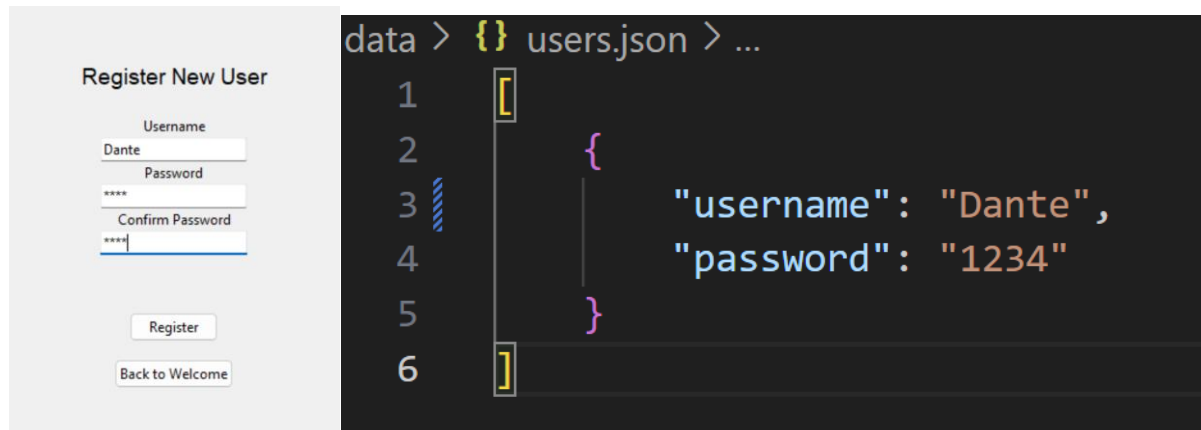 Register New User
Username
Dante
Password
****
Confirm Password
****
Register
Back to Welcome
data > {} users.json > ...
1 [
2 {
3 "username": "Dante",
4 "password": "1234"
5 }
6 ]